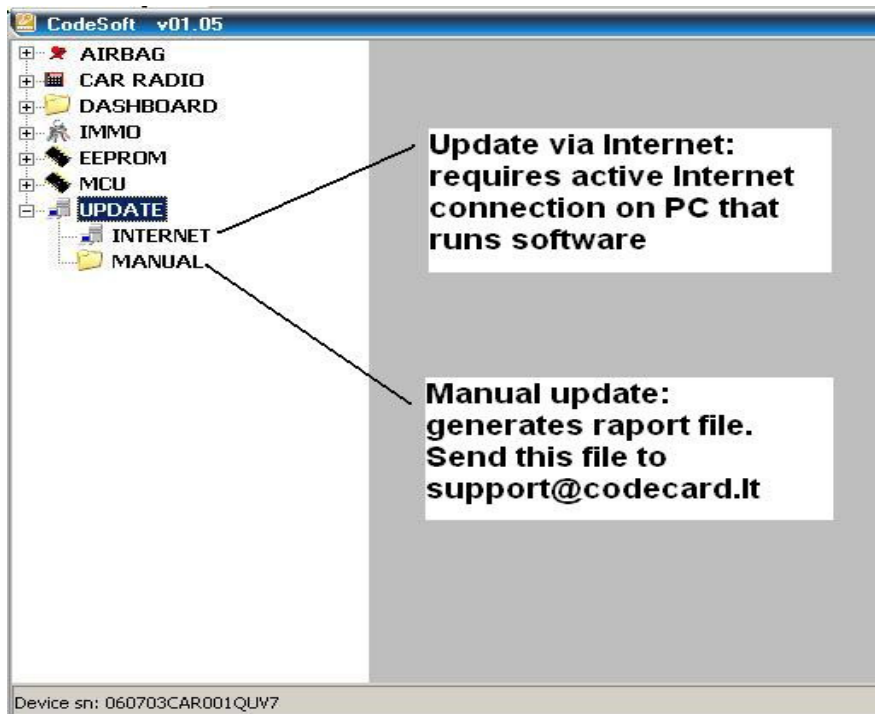 CodeSoft v01.05
AIRBAG
CAR RADIO
DASHBOARD
IMMO
EEPROM
MCU
UPDATE
INTERNET
MANUAL
Update via Internet:
requires active Internet
connection on PC that
runs software
Manual update:
generates raport file.
Send this file to
support@codecard.lt
Device sn: 060703CAR001QUV7